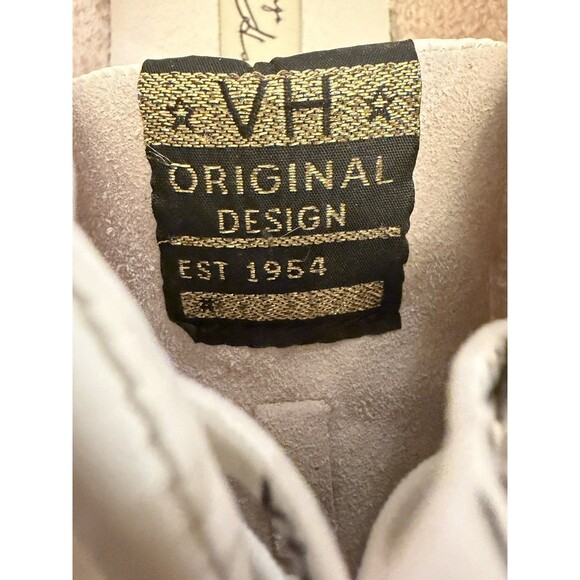 VH
ORIGINAL
DESIGN
EST 1954